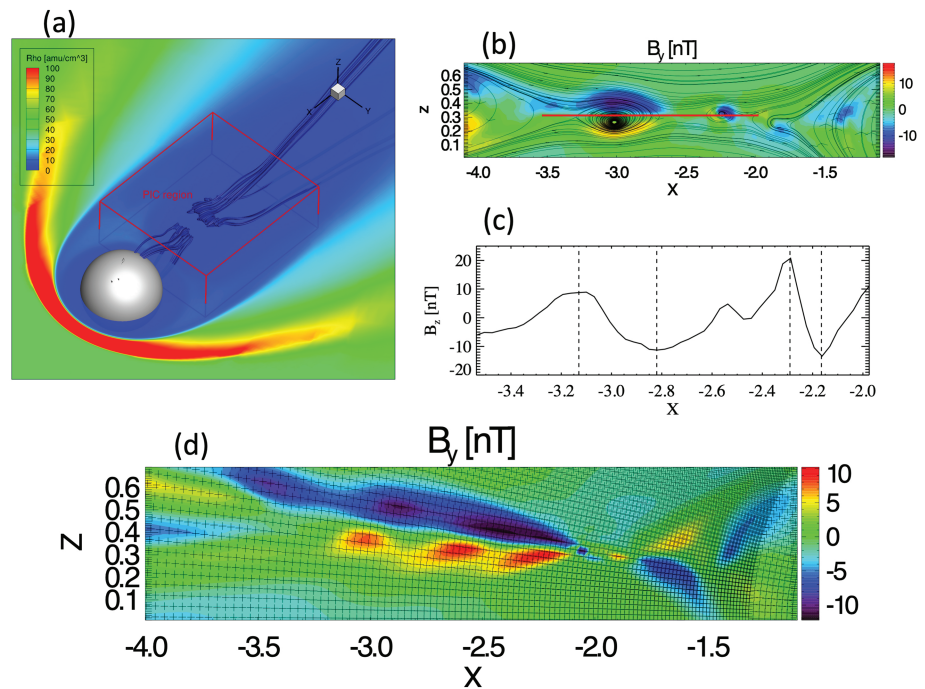 (a)
Rho [amu/cm^3]
100
90
80
70
60
50
40
30
20
10
0
Z
X
Y
PIC region
(b)
By [nT]
z
0.6
0.5
0.4
0.3
0.2
0.1
-4.0 -3.5 -3.0 -2.5 -2.0 -1.5
x
10
0
-10
(c)
Bz [nT]
20
10
0
-10
-20
-3.4 -3.2 -3.0 -2.8 -2.6 -2.4 -2.2 -2.0
X
(d)
By [nT]
Z
0.6
0.5
0.4
0.3
0.2
0.1
-4.0 -3.5 -3.0 -2.5 -2.0 -1.5
X
10
5
0
-5
-10